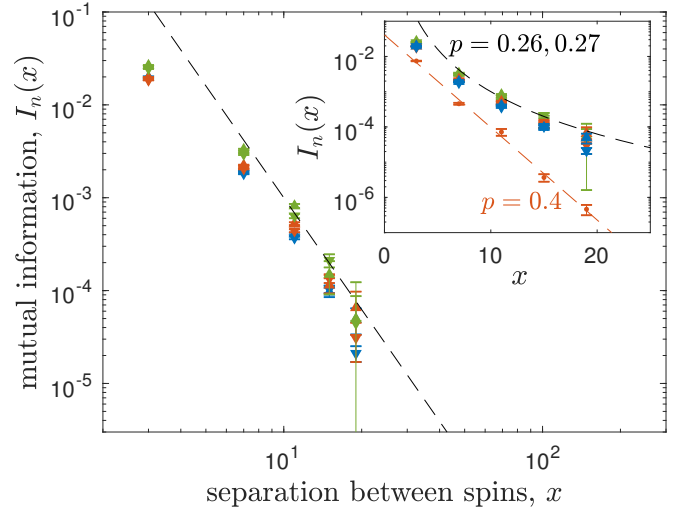 10^{-1}
10^{-2}
10^{-3}
10^{-4}
10^{-5}
mutual information, I_n(x)
10^1
10^2
separation between spins, x
10^{-2}
10^{-4}
10^{-6}
I_n(x)
p = 0.26, 0.27
p = 0.4
0
10
20
x